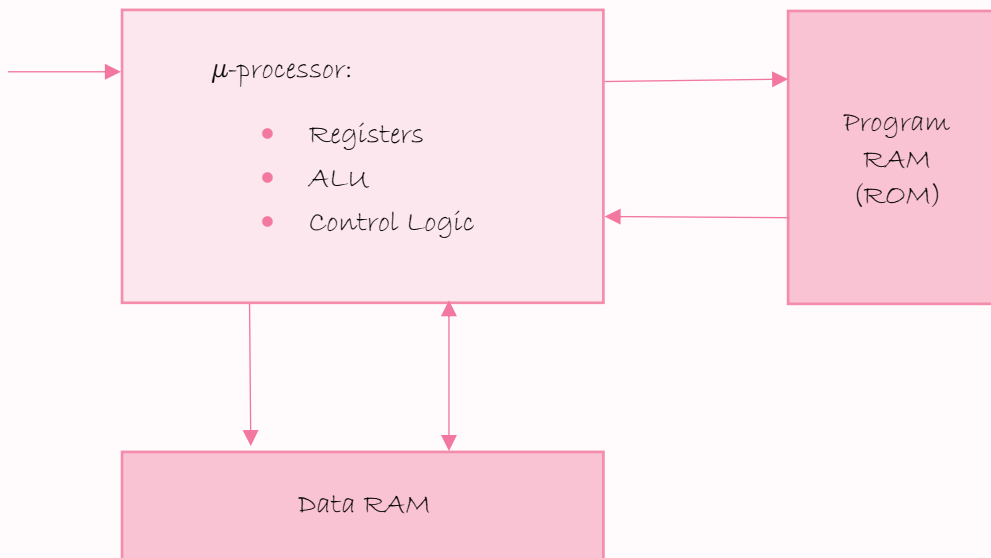 μ-processor:
• Registers
• ALU
• Control Logic
Program
RAM
(ROM)
Data RAM